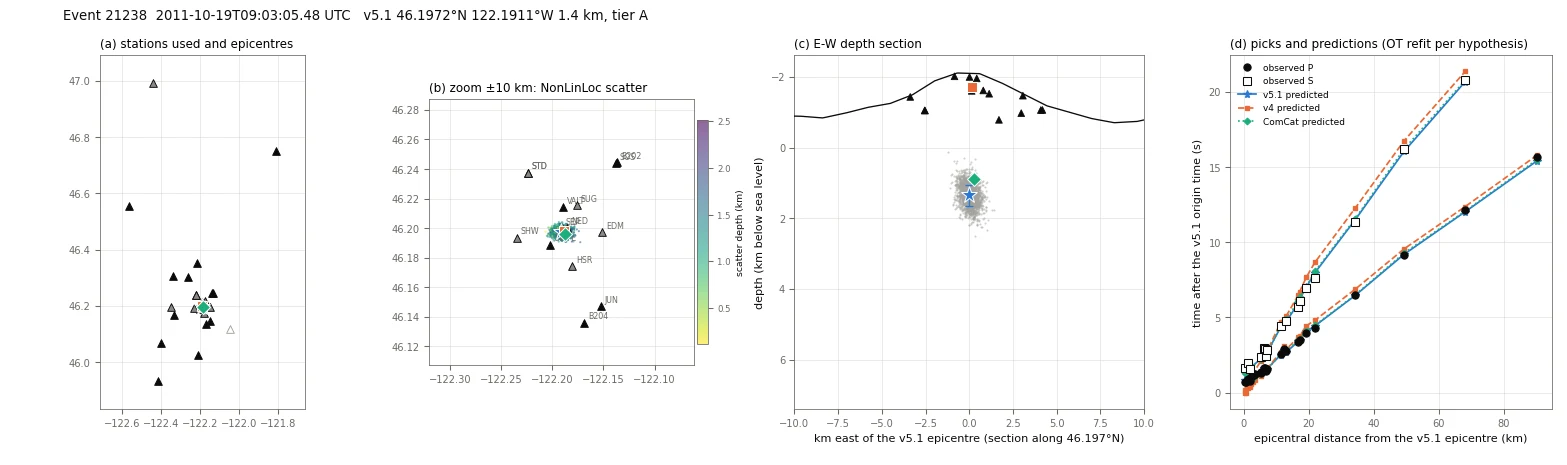 Event 21238  2011-10-19T09:03:05.48 UTC   v5.1 46.1972°N 122.1911°W 1.4 km, tier A
(a) stations used and epicentres
47.0
46.8
46.6
46.4
46.2
46.0
−122.6 −122.4 −122.2 −122.0 −121.8
(b) zoom ±10 km: NonLinLoc scatter
46.28
46.26
46.24
46.22
46.20
46.18
46.16
46.14
46.12
−122.30 −122.25 −122.20 −122.15 −122.10
STD
B202
VALT
SUG
SHW
EDM
HSR
JUN
B204
2.5
2.0
1.5
1.0
0.5
scatter depth (km)
(c) E-W depth section
−2
0
2
4
6
depth (km below sea level)
−10.0 −7.5 −5.0 −2.5 0.0 2.5 5.0 7.5 10.0
km east of the v5.1 epicentre (section along 46.197°N)
(d) picks and predictions (OT refit per hypothesis)
observed P
observed S
v5.1 predicted
v4 predicted
ComCat predicted
20
15
10
5
0
time after the v5.1 origin time (s)
0 20 40 60 80
epicentral distance from the v5.1 epicentre (km)